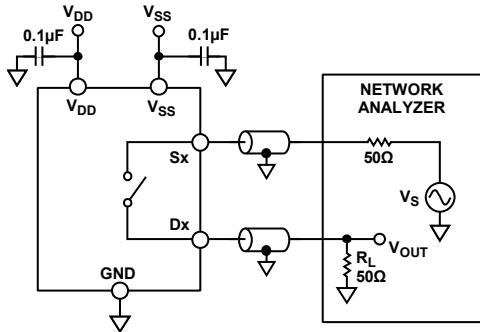 VDD
VSS
0.1µF
0.1µF
VDD
VSS
NETWORK
ANALYZER
Sx
50Ω
VS
Dx
VOUT
RL
50Ω
GND